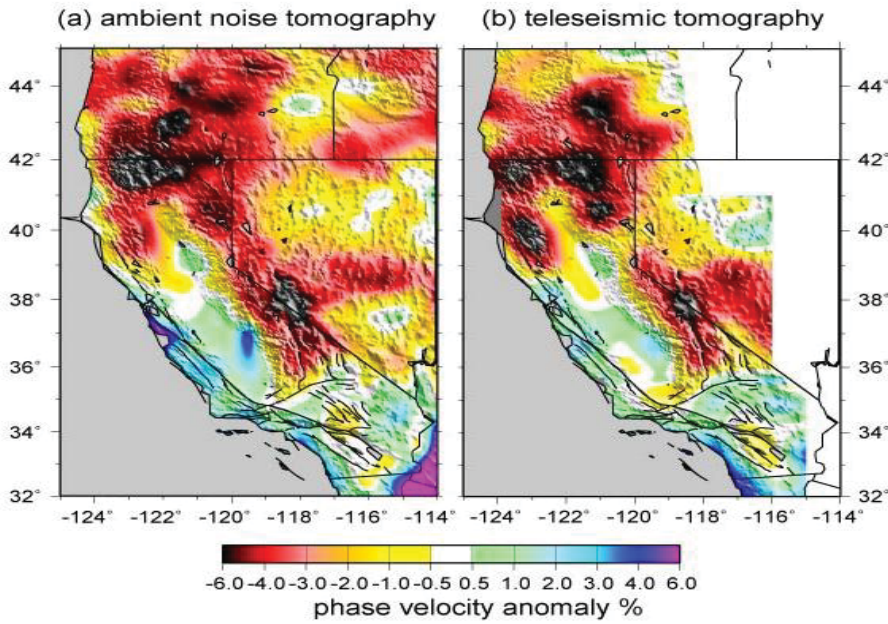 (a) ambient noise tomography
(b) teleseismic tomography
44° 44°
42° 42°
40° 40°
38° 38°
36° 36°
34° 34°
32° 32°
-124° -122° -120° -118° -116° -114° -124° -122° -120° -118° -116° -114°
-6.0 -4.0 -3.0 -2.0 -1.0 -0.5 0.5 1.0 2.0 3.0 4.0 6.0
phase velocity anomaly %